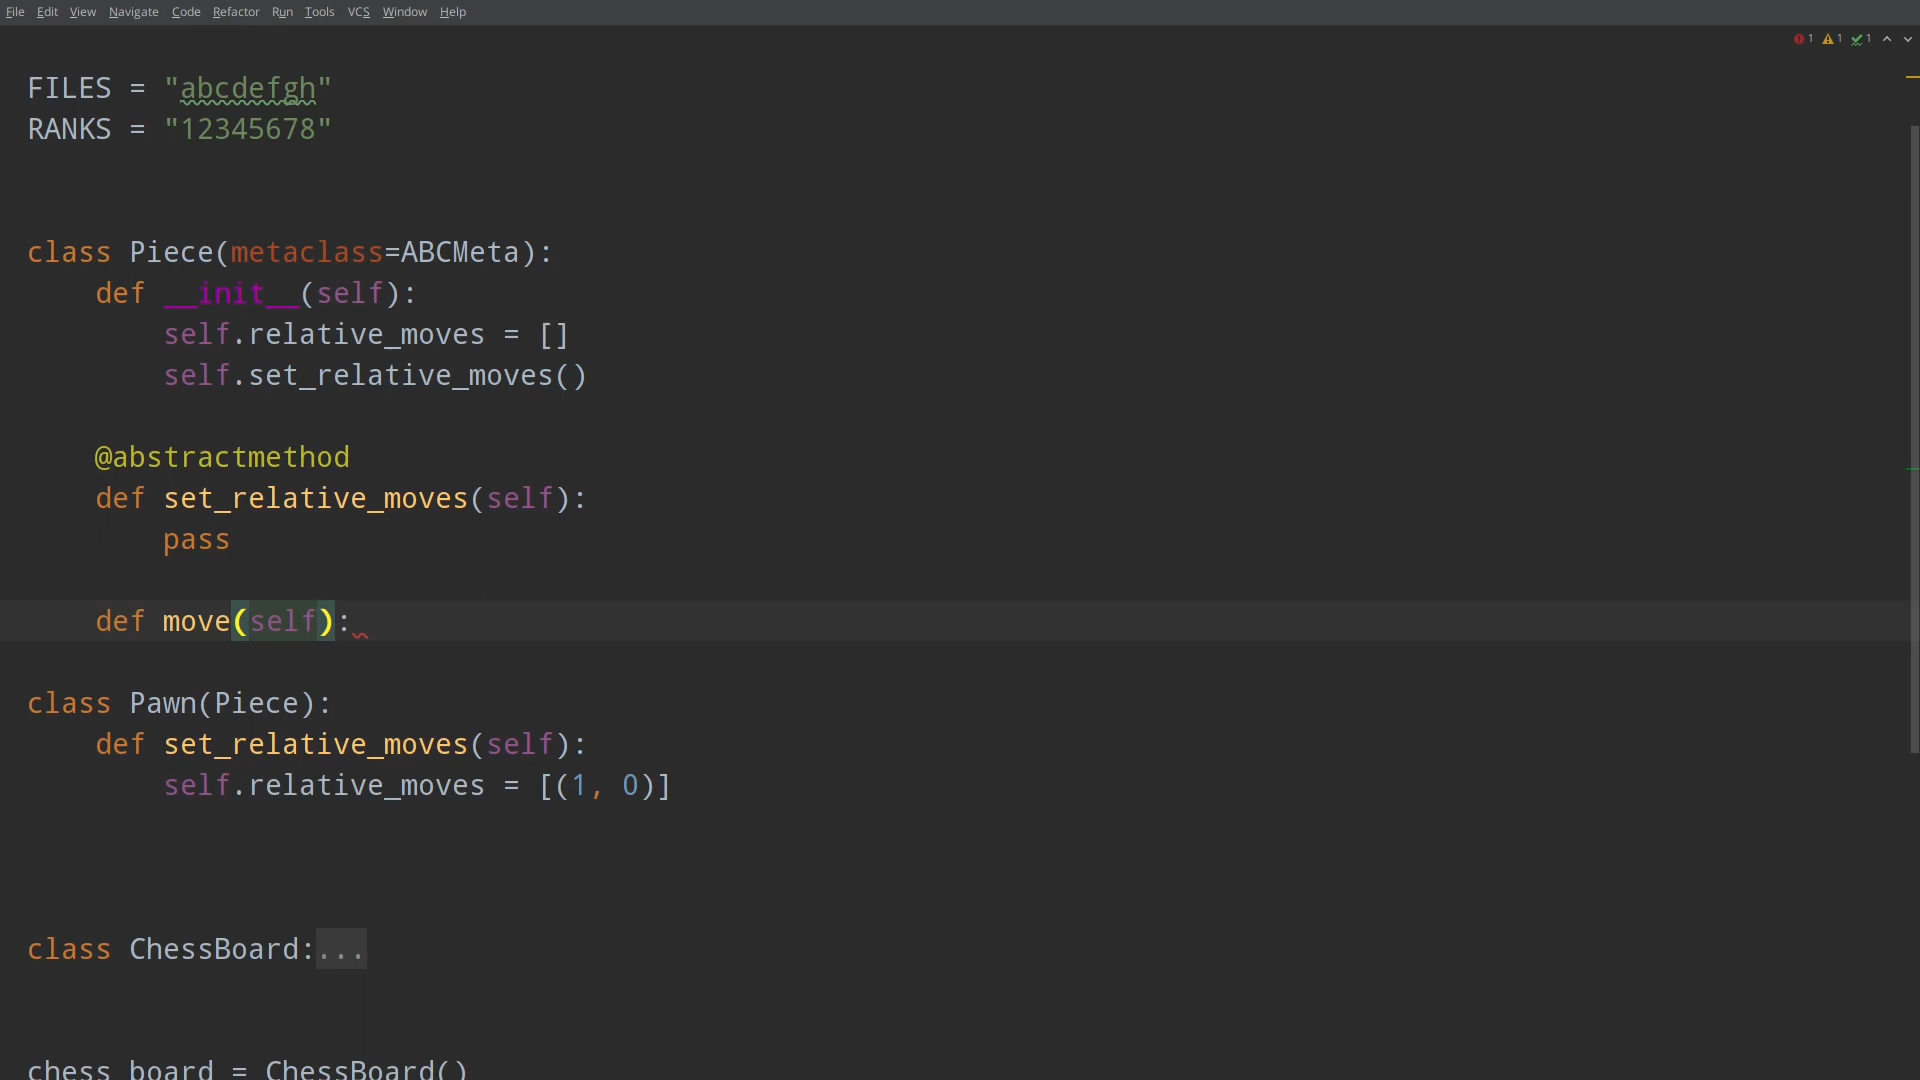 File Edit View Navigate Code Refactor Run Tools VCS Window Help
1 1 1
FILES = "abcdefgh"
RANKS = "12345678"
class Piece(metaclass=ABCMeta):
def __init__(self):
self.relative_moves = []
self.set_relative_moves()
@abstractmethod
def set_relative_moves(self):
pass
def move(self):
class Pawn(Piece):
def set_relative_moves(self):
self.relative_moves = [(1, 0)]
class ChessBoard:...
chess_board = ChessBoard()